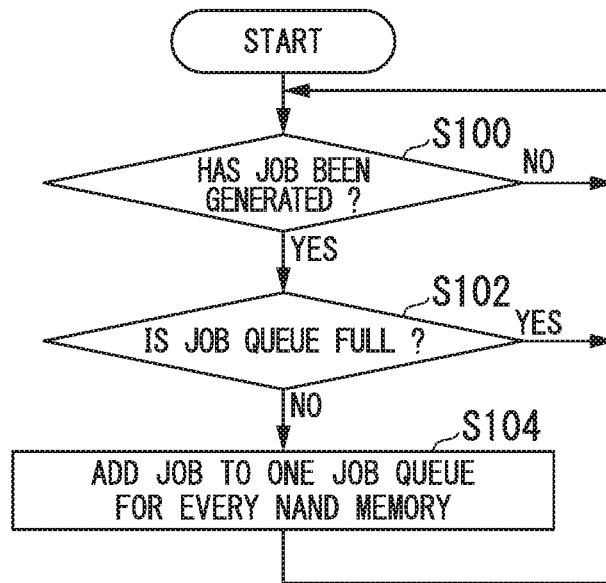 START
S100
HAS JOB BEEN
GENERATED ?
NO
YES
S102
IS JOB QUEUE FULL ?
YES
NO
S104
ADD JOB TO ONE JOB QUEUE
FOR EVERY NAND MEMORY